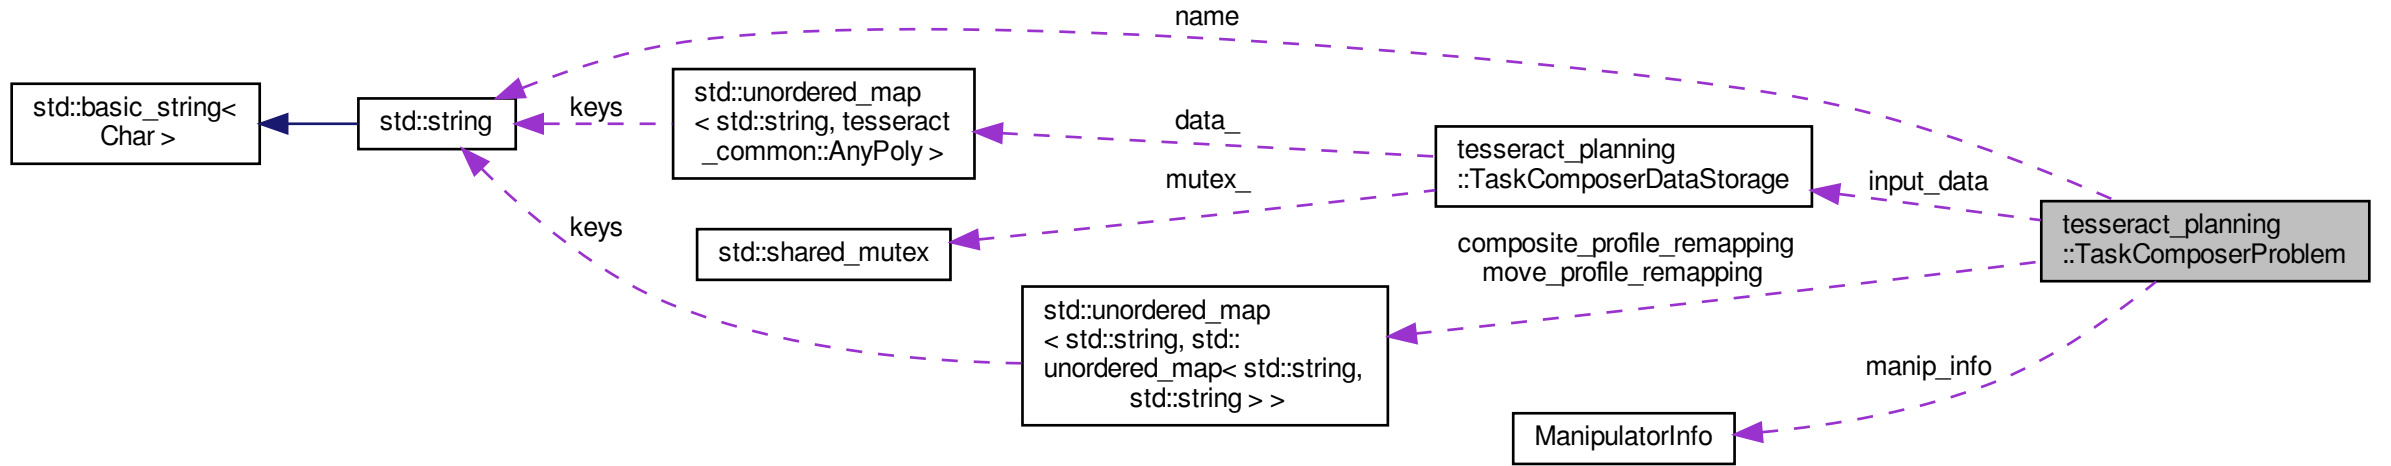 name
std::basic_string<
Char >
std::string
keys
std::unordered_map
< std::string, tesseract
_common::AnyPoly >
data_
mutex_
tesseract_planning
::TaskComposerDataStorage
input_data
tesseract_planning
::TaskComposerProblem
keys
std::shared_mutex
composite_profile_remapping
move_profile_remapping
std::unordered_map
< std::string, std::
unordered_map< std::string,
std::string > >
manip_info
ManipulatorInfo